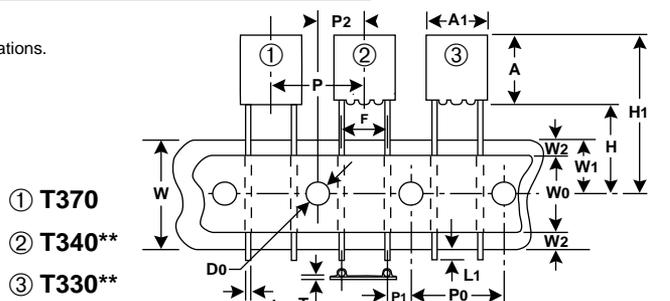 ations.
P2
A1
① ② ③
P
A
H1
F
H
W2
W1
W
W0
① T370
② T340**
W2
③ T330**
D0
L1
P1
P0